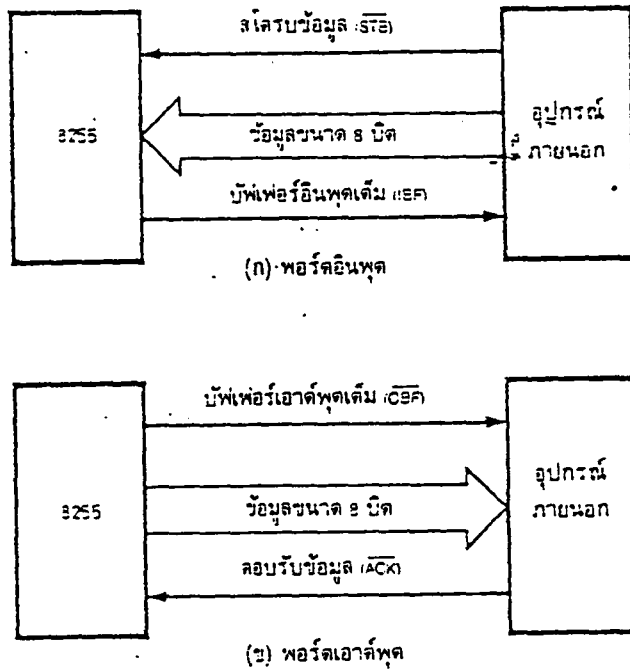 สโตรบข้อมูล (STB)
8255
ข้อมูลขนาด 8 บิต
อุปกรณ์
ภายนอก
บัฟเฟอร์อินพุตเต็ม (IBF)
(ก) พอร์ตอินพุต
บัฟเฟอร์เอาต์พุตเต็ม (OBF)
8255
ข้อมูลขนาด 8 บิต
อุปกรณ์
ภายนอก
ตอบรับข้อมูล (ACK)
(ข) พอร์ตเอาต์พุต